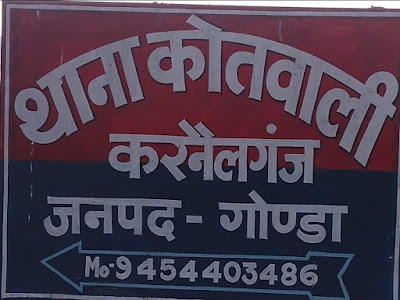 थाना कोतवाली
करनैलगंज
जनपद - गोण्डा
Mo-9454403486